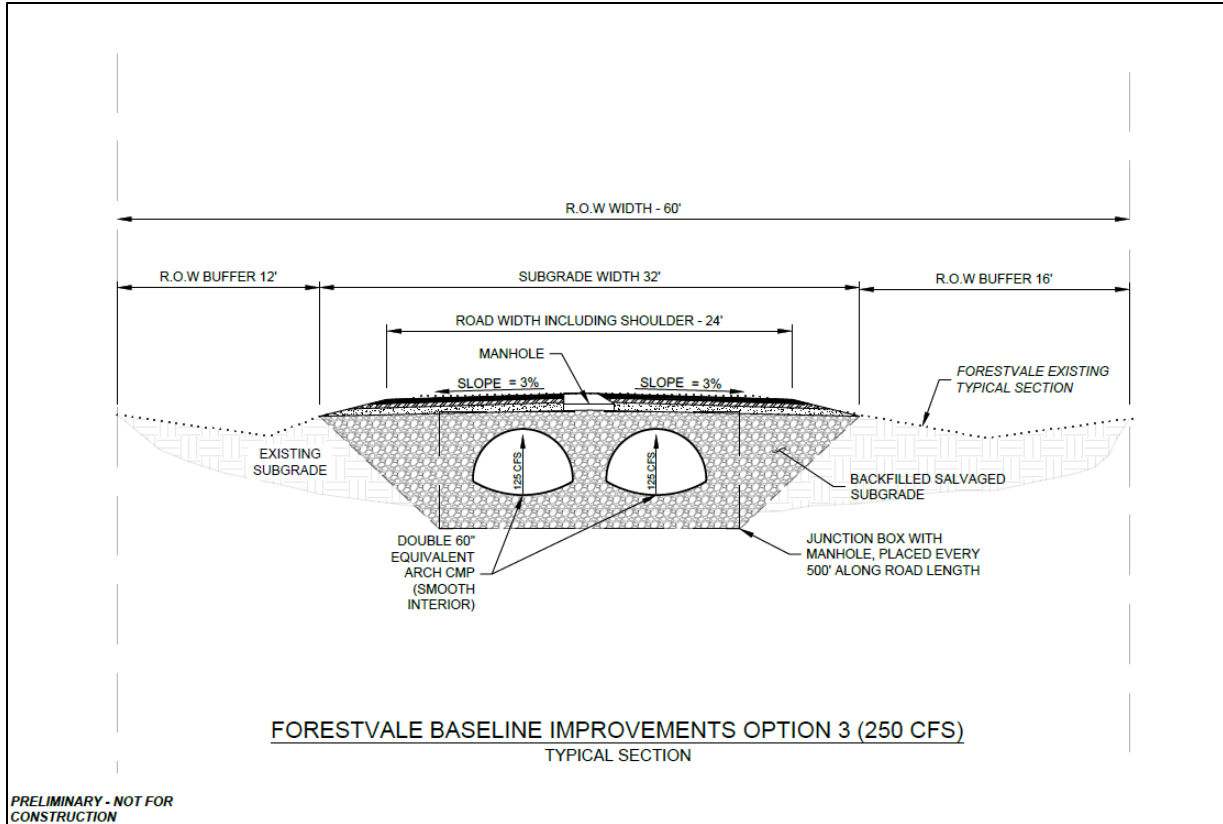 R.O.W WIDTH - 60'
R.O.W BUFFER 12'
SUBGRADE WIDTH 32'
R.O.W BUFFER 16'
ROAD WIDTH INCLUDING SHOULDER - 24'
MANHOLE
SLOPE = 3%
SLOPE = 3%
FORESTVALE EXISTING
TYPICAL SECTION
EXISTING
SUBGRADE
125 CFS
125 CFS
BACKFILLED SALVAGED
SUBGRADE
DOUBLE 60"
EQUIVALENT
ARCH CMP
(SMOOTH
INTERIOR)
JUNCTION BOX WITH
MANHOLE, PLACED EVERY
500' ALONG ROAD LENGTH
FORESTVALE BASELINE IMPROVEMENTS OPTION 3 (250 CFS)
TYPICAL SECTION
PRELIMINARY - NOT FOR
CONSTRUCTION